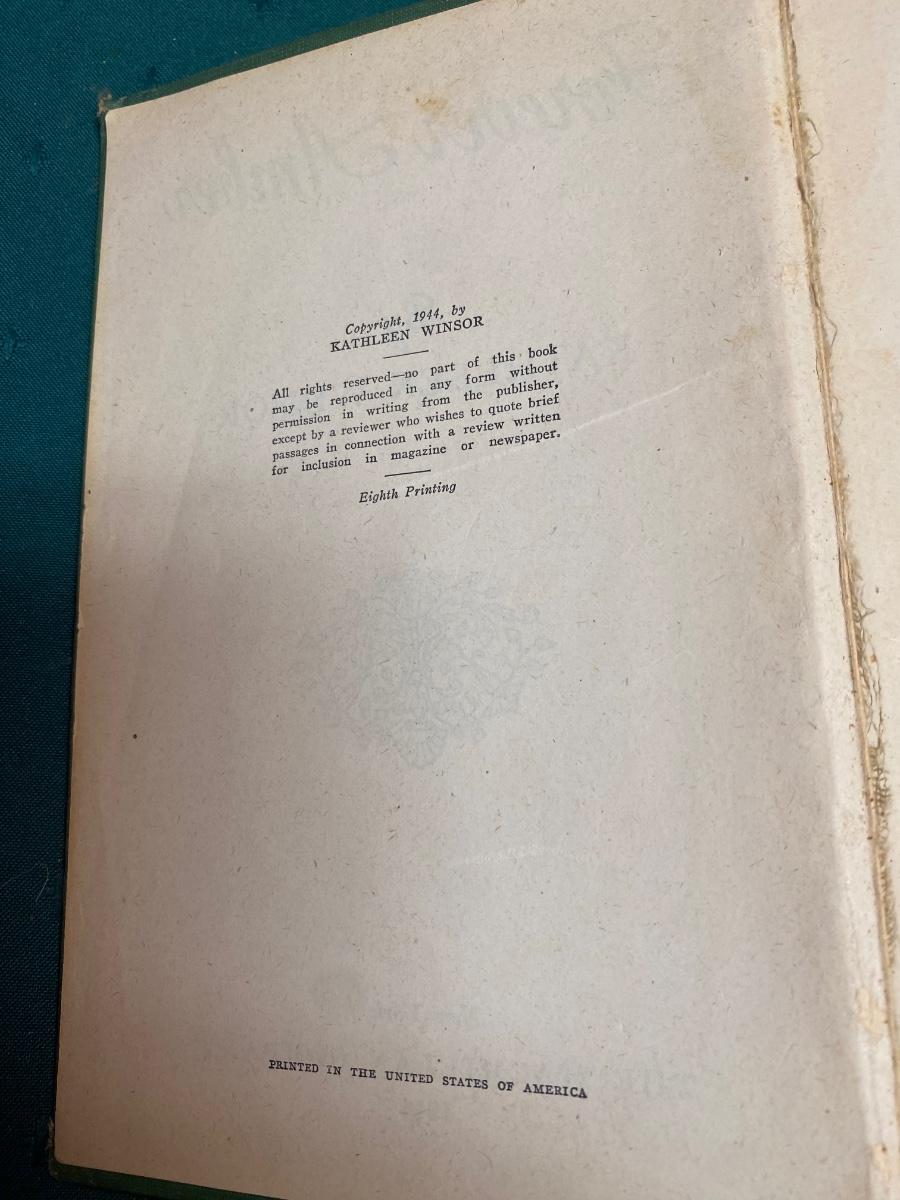 Copyright, 1944, by
KATHLEEN WINSOR
All rights reserved—no part of this book
may be reproduced in any form without
permission in writing from the publisher,
except by a reviewer who wishes to quote brief
passages in connection with a review written
for inclusion in magazine or newspaper.
Eighth Printing
PRINTED IN THE UNITED STATES OF AMERICA